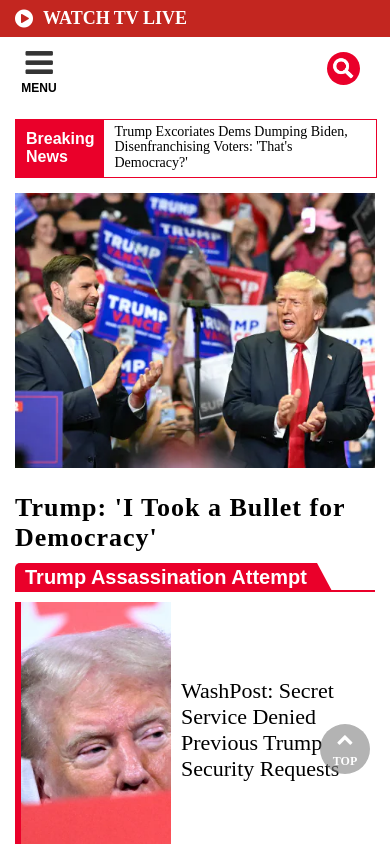 WATCH TV LIVE
MENU
Breaking
News
Trump Excoriates Dems Dumping Biden,
Disenfranchising Voters: 'That's
Democracy?'
TRUMP
TRUMP
TRUMP
VANCE
TRUMP
Trump: 'I Took a Bullet for
Democracy'
Trump Assassination Attempt
WashPost: Secret
Service Denied
Previous Trump
Security Requests
TOP